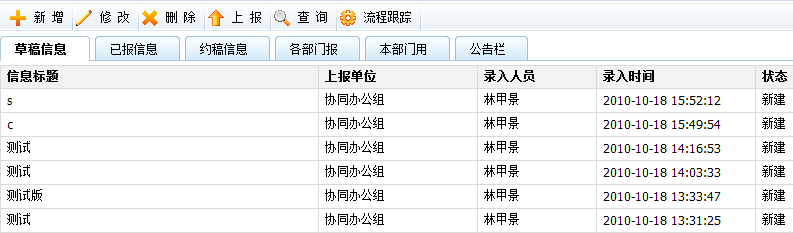 新 增 修 改 删 除 上 报 查 询 流程跟踪
草稿信息 已报信息 约稿信息 各部门报 本部门用 公告栏
信息标题 上报单位 录入人员 录入时间 状态
s 协同办公组 林甲景 2010-10-18 15:52:12 新建
c 协同办公组 林甲景 2010-10-18 15:49:54 新建
测试 协同办公组 林甲景 2010-10-18 14:16:53 新建
测试 协同办公组 林甲景 2010-10-18 14:03:33 新建
测试版 协同办公组 林甲景 2010-10-18 13:33:47 新建
测试 协同办公组 林甲景 2010-10-18 13:31:25 新建